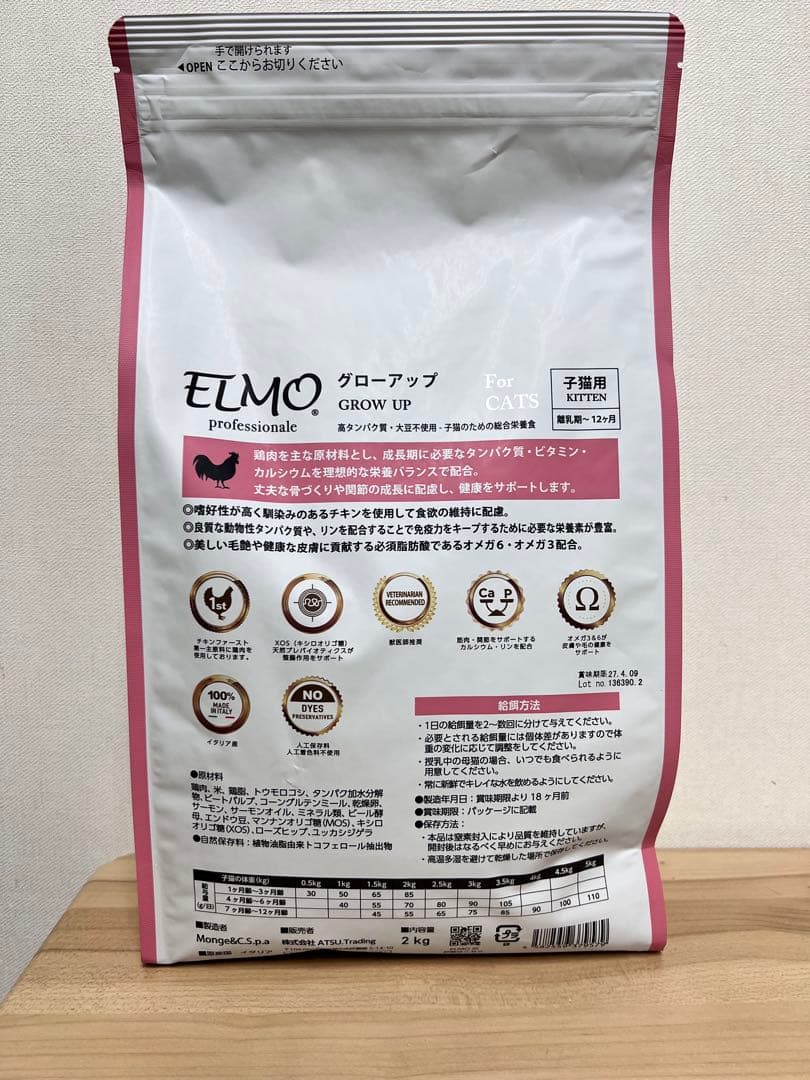 手で開けられます
◀OPEN ここからお切りください
ELMO®
professionale
グローアップ
GROW UP
For
CATS
子猫用
KITTEN
離乳期～12ヶ月
高タンパク質・大豆不使用 - 子猫のための総合栄養食
鶏肉を主な原材料とし、成長期に必要なタンパク質・ビタミン・
カルシウムを理想的な栄養バランスで配合。
丈夫な骨づくりや関節の成長に配慮し、健康をサポートします。
◎嗜好性が高く馴染みのあるチキンを使用して食欲の維持に配慮。
◎良質な動物性タンパク質や、リンを配合することで免疫力をキープするために必要な栄養素が豊富。
◎美しい毛艶や健康な皮膚に貢献する必須脂肪酸であるオメガ6・オメガ3配合。
1st
チキンファースト
第一主原料に鶏肉を
使用しております。
XOS（キシロオリゴ糖）
天然プレバイオティクスが
整腸作用をサポート
VETERINARIAN
RECOMMENDED
獣医師推奨
Ca P
筋肉・関節をサポートする
カルシウム・リンを配合
Ω
オメガ3&6が
皮膚や毛の健康を
サポート
賞味期限27.4.09
Lot no.136390.2
100%
MADE
IN ITALY
イタリア産
NO
DYES
PRESERVATIVES
人工保存料
人工着色料不使用
給餌方法
・1日の給餌量を2～数回に分けて与えてください。
・必要とされる給餌量には個体差がありますので体
重の変化に応じて調整をしてください。
・授乳中の母猫の場合、いつでも食べられるように
用意してください。
・常に新鮮でキレイな水を飲めるようにしてください。
●製造年月日：賞味期限より18ヶ月前
●賞味期限：パッケージに記載
●保存方法：
・本品は窒素封入により品質を維持していますが、
開封後はなるべく早めにお与えください。
・高温多湿を避けて乾燥した場所で保存してください。
●原材料
鶏肉、米、鶏脂、トウモロコシ、タンパク加水分解
物、ビートパルプ、コーングルテンミール、乾燥卵、
サーモン、サーモンオイル、ミネラル類、ビール酵
母、エンドウ豆、マンナンオリゴ糖(MOS)、キシロ
オリゴ糖(XOS)、ローズヒップ、ユッカシジゲラ
●自然保存料：植物油脂由来トコフェロール抽出物
子猫の体重(kg) 0.5kg 1kg 1.5kg 2kg 2.5kg 3kg 3.5kg 4kg 4.5kg 5kg
給与量(g/日)
1ヶ月齢～3ヶ月齢 30 50 65 85
4ヶ月齢～6ヶ月齢 40 55 70 80 90 105
7ヶ月齢～12ヶ月齢 45 55 65 75 85 90 100 110
■製造者
Monge&C.S.p.a
■販売者
株式会社 ATSU.Trading
■内容量
2 kg
プラ
■原産国 イタリア